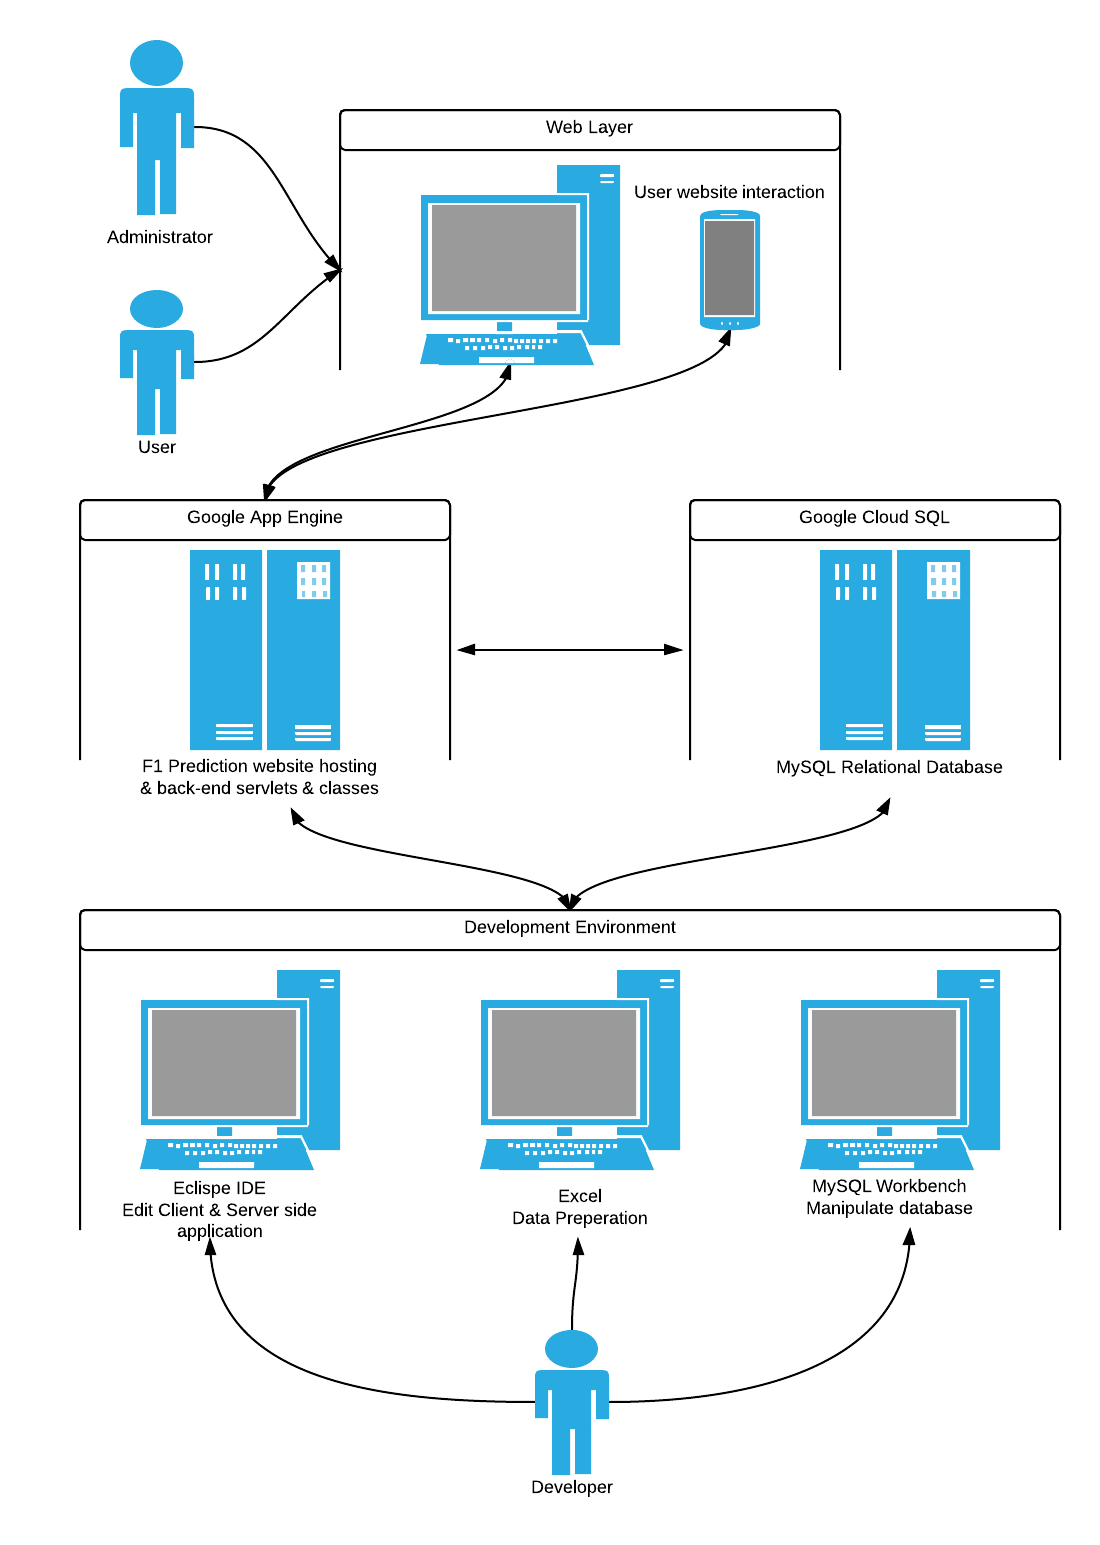 Web Layer
User website interaction
Administrator
User
Google App Engine
Google Cloud SQL
F1 Prediction website hosting
& back-end servlets & classes
MySQL Relational Database
Development Environment
Eclispe IDE
Edit Client & Server side
application
Excel
Data Preperation
MySQL Workbench
Manipulate database
Developer